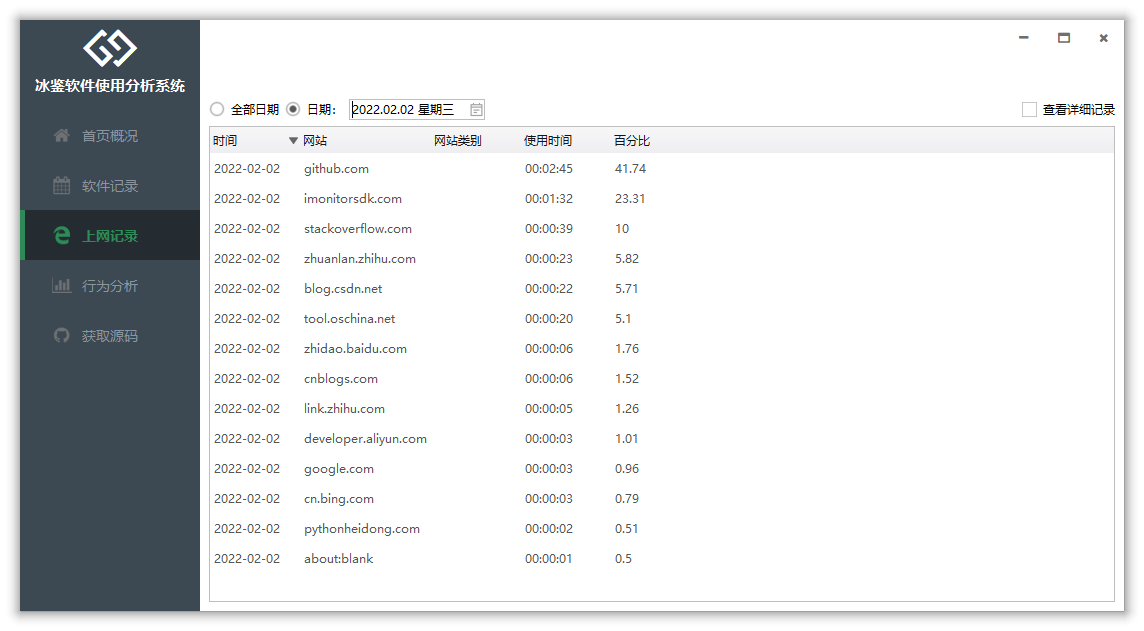 冰鉴软件使用分析系统
首页概况
软件记录
上网记录
行为分析
获取源码
全部日期 日期： 2022.02.02 星期三 查看详细记录
时间 网站 网站类别 使用时间 百分比
2022-02-02 github.com 00:02:45 41.74
2022-02-02 imonitorsdk.com 00:01:32 23.31
2022-02-02 stackoverflow.com 00:00:39 10
2022-02-02 zhuanlan.zhihu.com 00:00:23 5.82
2022-02-02 blog.csdn.net 00:00:22 5.71
2022-02-02 tool.oschina.net 00:00:20 5.1
2022-02-02 zhidao.baidu.com 00:00:06 1.76
2022-02-02 cnblogs.com 00:00:06 1.52
2022-02-02 link.zhihu.com 00:00:05 1.26
2022-02-02 developer.aliyun.com 00:00:03 1.01
2022-02-02 google.com 00:00:03 0.96
2022-02-02 cn.bing.com 00:00:03 0.79
2022-02-02 pythonheidong.com 00:00:02 0.51
2022-02-02 about:blank 00:00:01 0.5